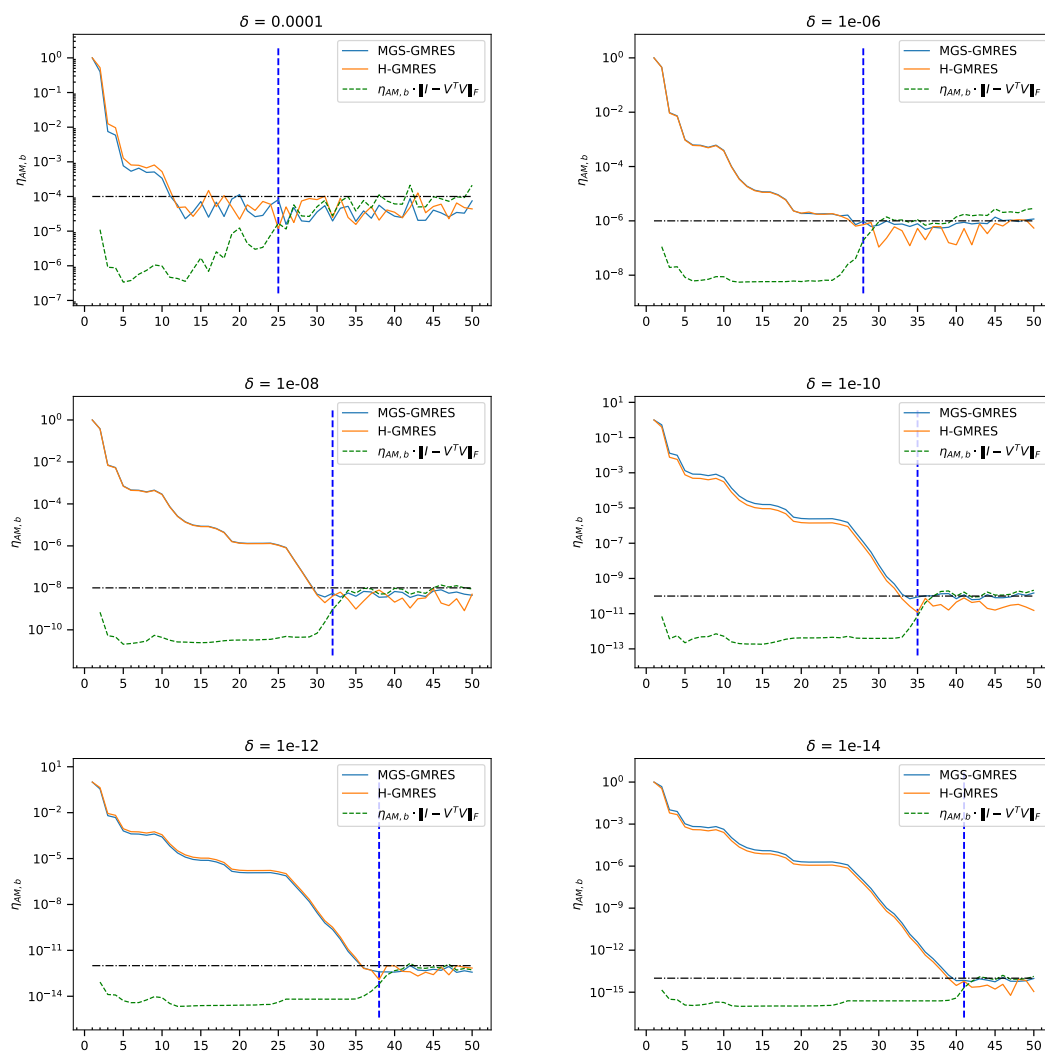 δ = 0.0001
MGS-GMRES
H-GMRES
η_{AM, b} · ‖I − V^T V‖_F
η_{AM, b}
10^0
10^{-1}
10^{-2}
10^{-3}
10^{-4}
10^{-5}
10^{-6}
10^{-7}
0 5 10 15 20 25 30 35 40 45 50
δ = 1e-06
MGS-GMRES
H-GMRES
η_{AM, b} · ‖I − V^T V‖_F
η_{AM, b}
10^0
10^{-2}
10^{-4}
10^{-6}
10^{-8}
0 5 10 15 20 25 30 35 40 45 50
δ = 1e-08
MGS-GMRES
H-GMRES
η_{AM, b} · ‖I − V^T V‖_F
η_{AM, b}
10^0
10^{-2}
10^{-4}
10^{-6}
10^{-8}
10^{-10}
0 5 10 15 20 25 30 35 40 45 50
δ = 1e-10
MGS-GMRES
H-GMRES
η_{AM, b} · ‖I − V^T V‖_F
η_{AM, b}
10^1
10^{-1}
10^{-3}
10^{-5}
10^{-7}
10^{-9}
10^{-11}
10^{-13}
0 5 10 15 20 25 30 35 40 45 50
δ = 1e-12
MGS-GMRES
H-GMRES
η_{AM, b} · ‖I − V^T V‖_F
η_{AM, b}
10^1
10^{-2}
10^{-5}
10^{-8}
10^{-11}
10^{-14}
0 5 10 15 20 25 30 35 40 45 50
δ = 1e-14
MGS-GMRES
H-GMRES
η_{AM, b} · ‖I − V^T V‖_F
η_{AM, b}
10^0
10^{-3}
10^{-6}
10^{-9}
10^{-12}
10^{-15}
0 5 10 15 20 25 30 35 40 45 50